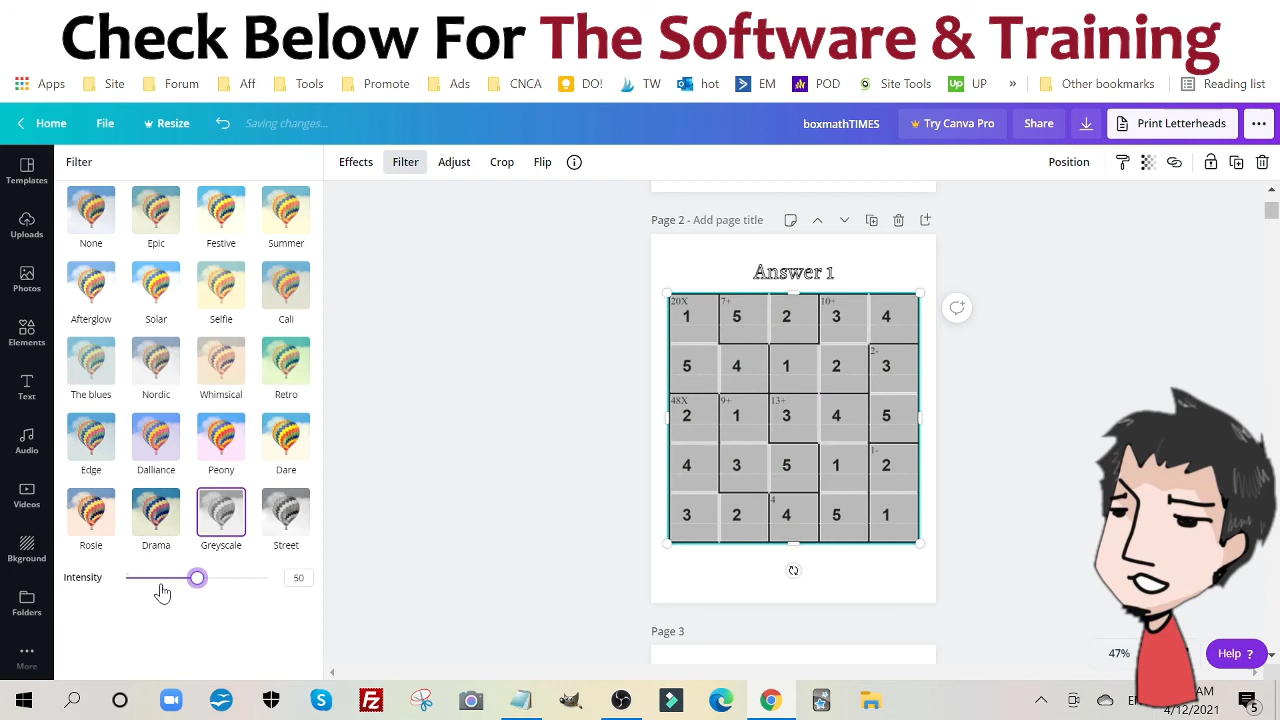 Check Below For The Software & Training
Apps Site Forum Aff Tools Promote Ads CNCA DO! TW hot EM POD Site Tools UP » Other bookmarks Reading list
Home File Resize Saving changes... boxmathTIMES Try Canva Pro Share Print Letterheads
Filter Effects Filter Adjust Crop Flip Position
Templates
Uploads
Photos
Elements
Text
Audio
Videos
Bkground
Folders
More
None Epic Festive Summer
Afterglow Solar Selfie Cali
The blues Nordic Whimsical Retro
Edge Dalliance Peony Dare
Rosie Drama Greyscale Street
Intensity 50
Page 2 - Add page title
Answer 1
20X 7+ 10+
1 5 2 3 4
2-
5 4 1 2 3
48X 9+ 13+
2 1 3 4 5
1-
4 3 5 1 2
4
3 2 4 5 1
Page 3
47% Help ?
AM
4/12/2021
5